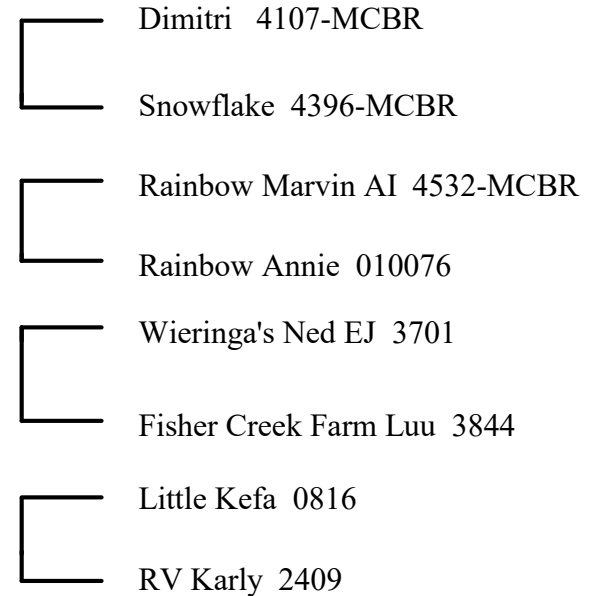 Dimitri 4107-MCBR
Snowflake 4396-MCBR
Rainbow Marvin AI 4532-MCBR
Rainbow Annie 010076
Wieringa's Ned EJ 3701
Fisher Creek Farm Luu 3844
Little Kefa 0816
RV Karly 2409